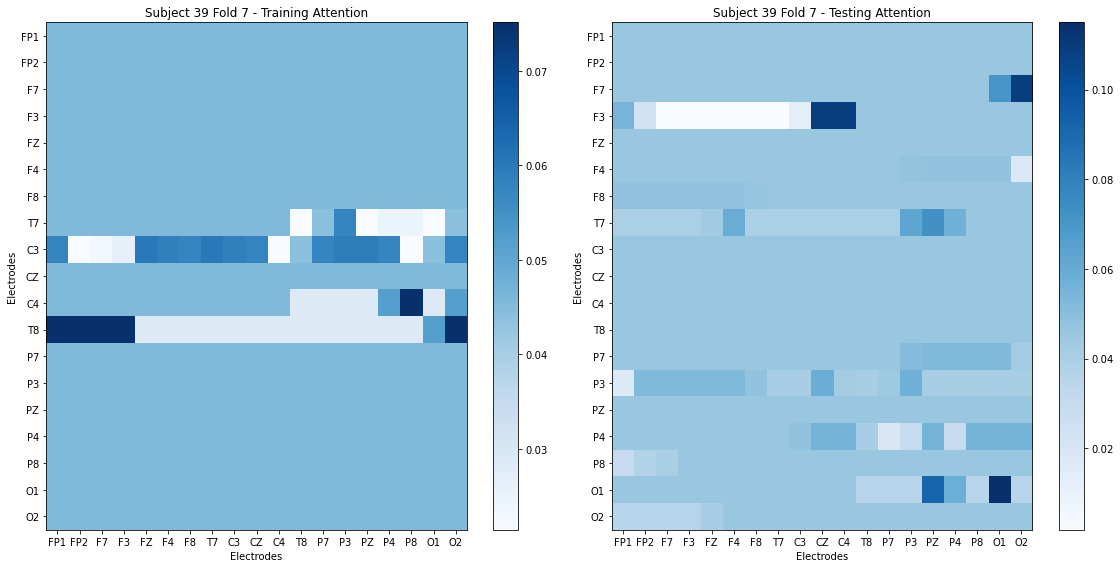 Subject 39 Fold 7 - Training Attention
FP1
FP2
F7
F3
FZ
F4
F8
T7
C3
CZ
C4
T8
P7
P3
PZ
P4
P8
O1
O2
Electrodes
FP1 FP2 F7 F3 FZ F4 F8 T7 C3 CZ C4 T8 P7 P3 PZ P4 P8 O1 O2
Electrodes
0.07
0.06
0.05
0.04
0.03
Subject 39 Fold 7 - Testing Attention
FP1
FP2
F7
F3
FZ
F4
F8
T7
C3
CZ
C4
T8
P7
P3
PZ
P4
P8
O1
O2
Electrodes
FP1 FP2 F7 F3 FZ F4 F8 T7 C3 CZ C4 T8 P7 P3 PZ P4 P8 O1 O2
Electrodes
0.10
0.08
0.06
0.04
0.02